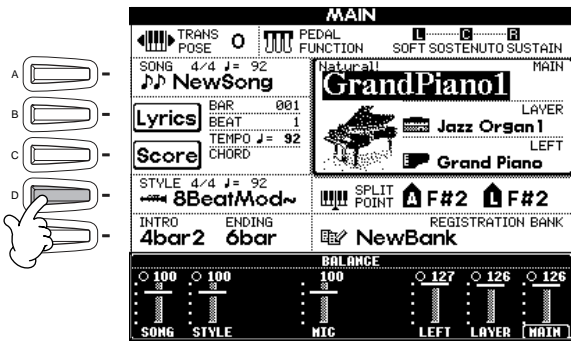 MAIN
TRANS POSE 0
PEDAL FUNCTION
L C R
SOFT SOSTENUTO SUSTAIN
A
B
C
D
SONG 4/4 ♩= 92
NewSong
Lyrics
BAR 001
BEAT 1
TEMPO ♩= 92
Score
CHORD
Natural! MAIN
GrandPiano1
LAYER
Jazz Organ1
LEFT
Grand Piano
STYLE 4/4 ♩= 92
8BeatMod~
SPLIT POINT A F#2 L F#2
INTRO ENDING
4bar2 6bar
REGISTRATION BANK
NewBank
BALANCE
100 100 100 127 126 126
SONG STYLE MIC LEFT LAYER MAIN